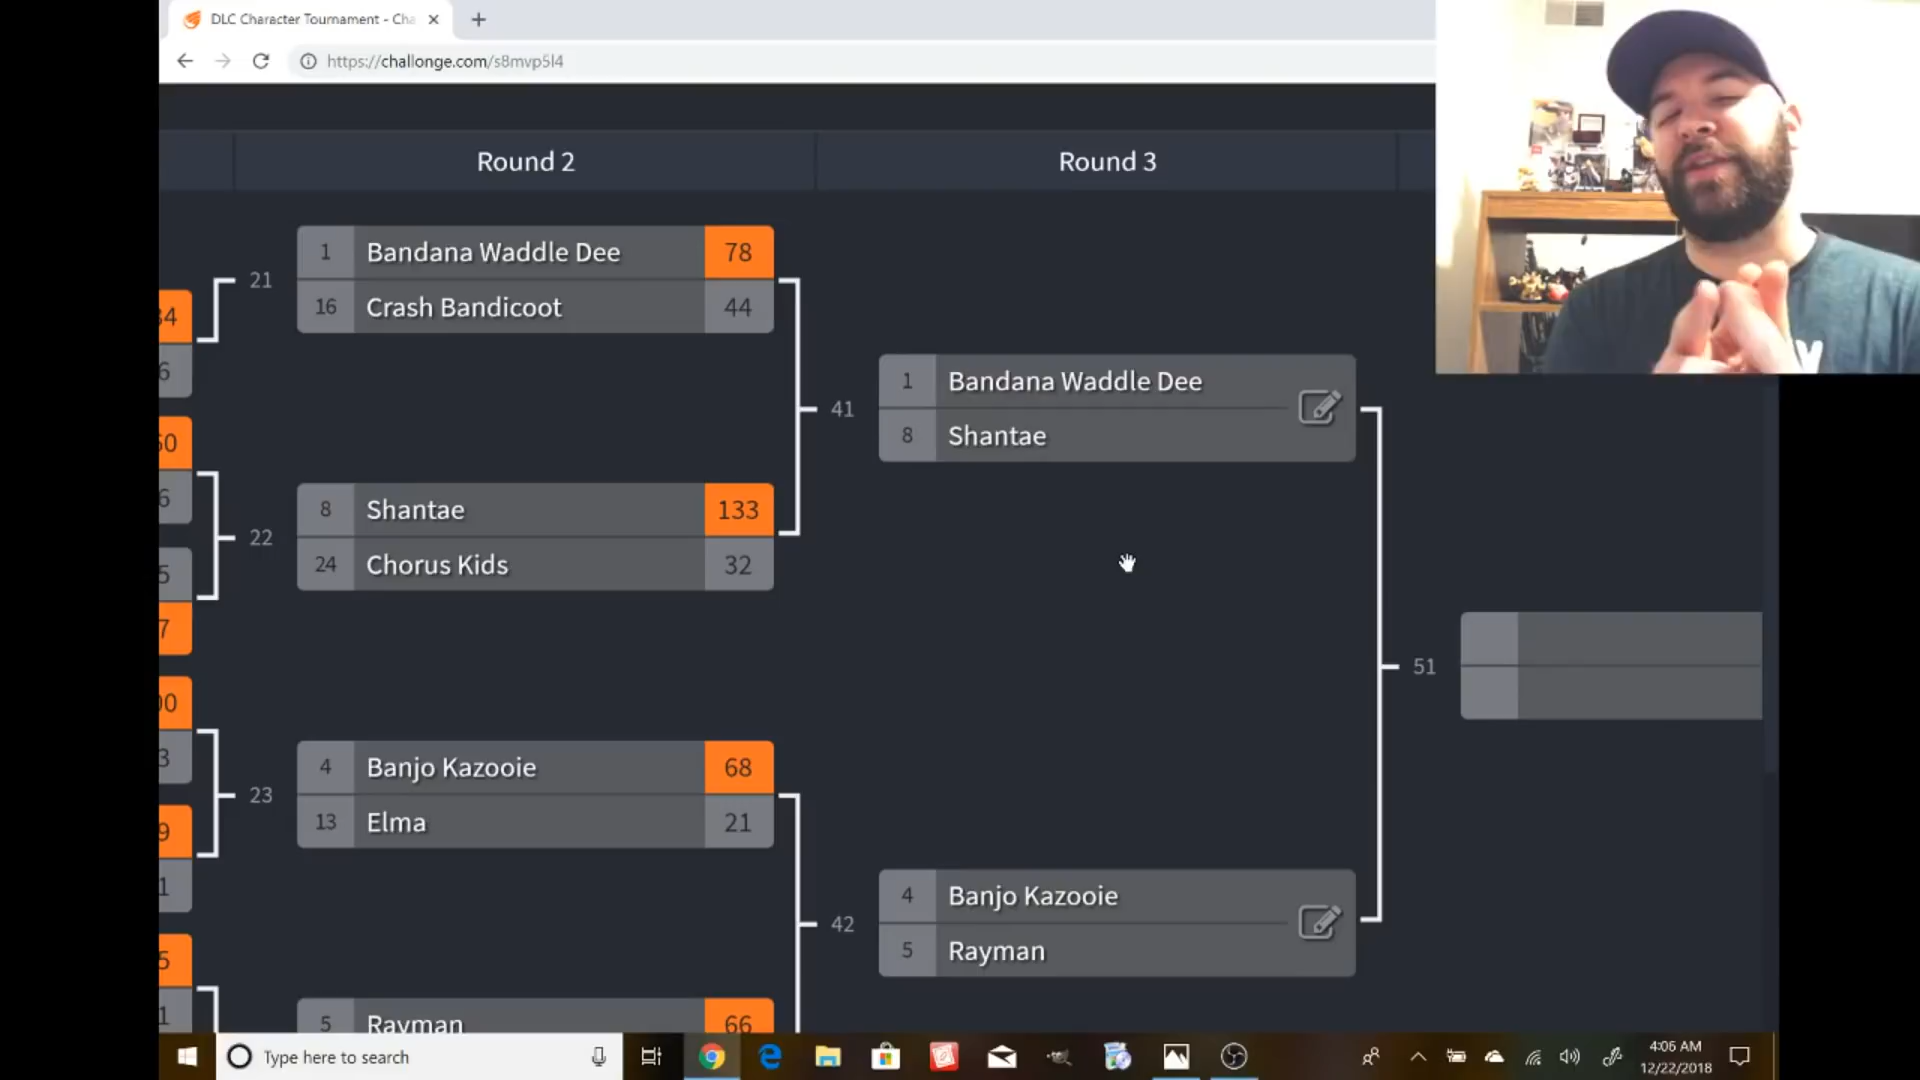 DLC Character Tournament - Cha
https://challonge.com/s8mvp5l4
Round 2
Round 3
21
1 Bandana Waddle Dee 78
16 Crash Bandicoot 44
41
1 Bandana Waddle Dee
8 Shantae
22
8 Shantae 133
24 Chorus Kids 32
51
23
4 Banjo Kazooie 68
13 Elma 21
42
4 Banjo Kazooie
5 Rayman
5 Rayman 66
Type here to search
4:06 AM
12/22/2018